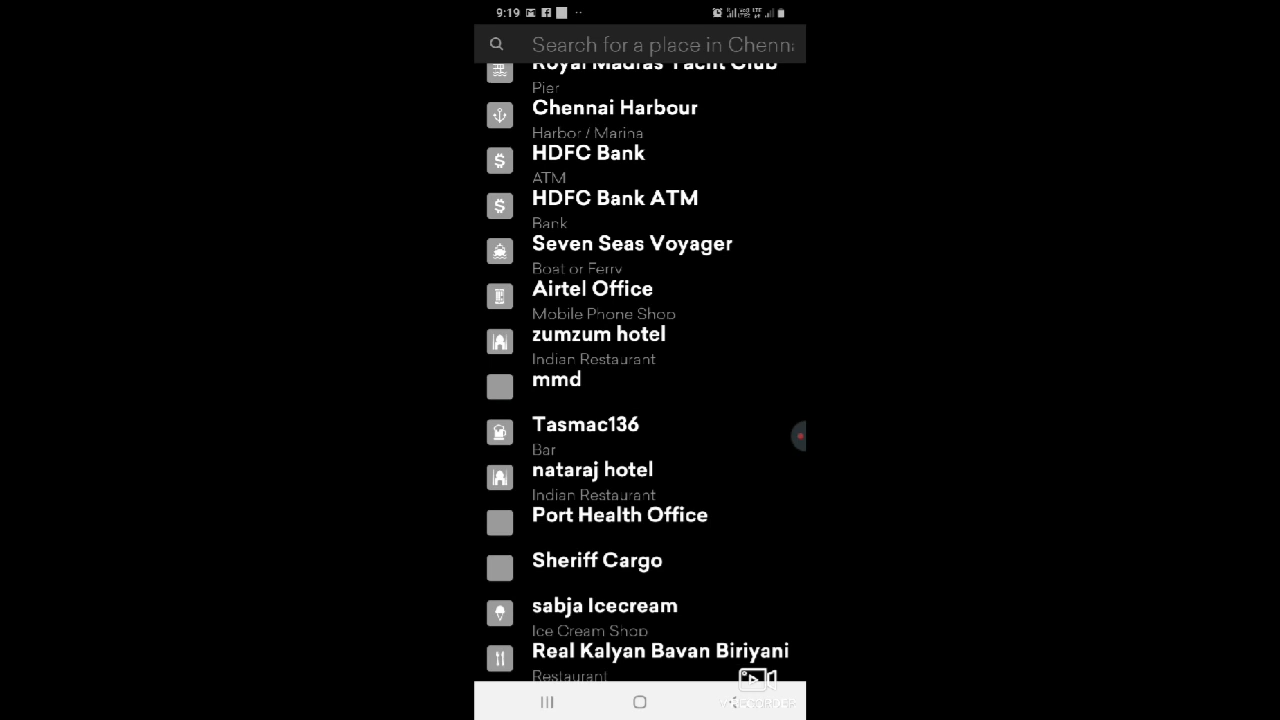 9:19
Search for a place in Chenna
Royal Madras Yacht Club
Pier
Chennai Harbour
Harbor / Marina
HDFC Bank
ATM
HDFC Bank ATM
Bank
Seven Seas Voyager
Boat or Ferry
Airtel Office
Mobile Phone Shop
zumzum hotel
Indian Restaurant
mmd
Tasmac136
Bar
nataraj hotel
Indian Restaurant
Port Health Office
Sheriff Cargo
sabja Icecream
Ice Cream Shop
Real Kalyan Bavan Biriyani
Restaurant
RECORDER